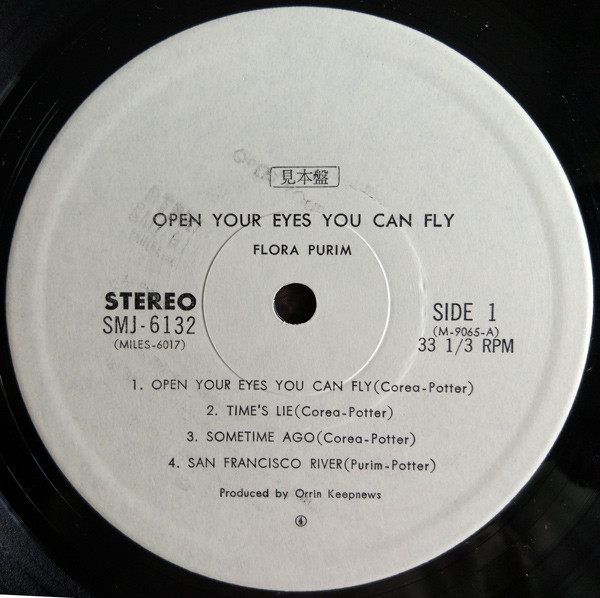 見本盤
OPEN YOUR EYES YOU CAN FLY
FLORA PURIM
STEREO
SMJ-6132
(MILES-6017)
SIDE 1
(M-9065-A)
33 1/3 RPM
1. OPEN YOUR EYES YOU CAN FLY(Corea-Potter)
2. TIME'S LIE(Corea-Potter)
3. SOMETIME AGO(Corea-Potter)
4. SAN FRANCISCO RIVER(Purim-Potter)
Produced by Orrin Keepnews
④